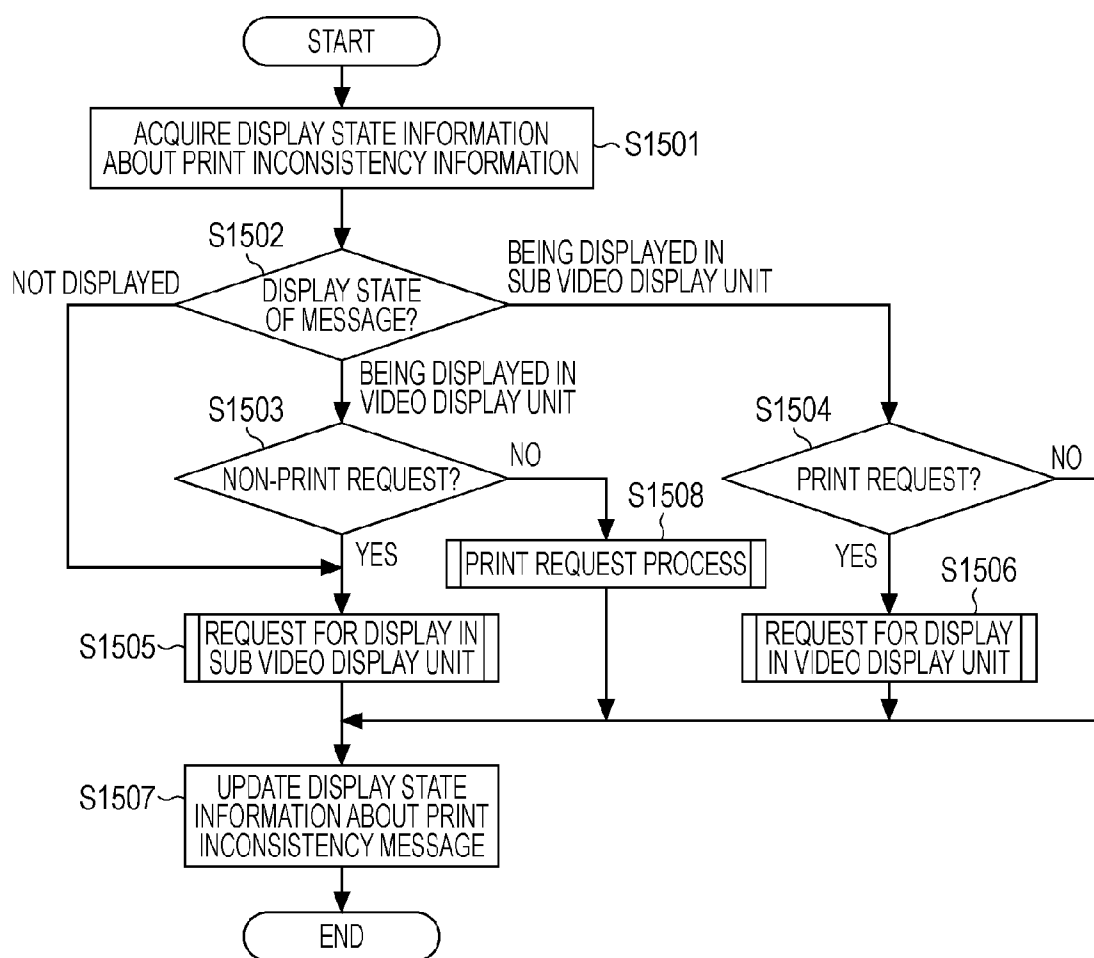 START
ACQUIRE DISPLAY STATE INFORMATION
ABOUT PRINT INCONSISTENCY INFORMATION
S1501
S1502
NOT DISPLAYED
DISPLAY STATE
OF MESSAGE?
BEING DISPLAYED IN
SUB VIDEO DISPLAY UNIT
BEING DISPLAYED IN
VIDEO DISPLAY UNIT
S1503
NON-PRINT REQUEST?
NO
YES
S1504
PRINT REQUEST?
NO
YES
S1508
PRINT REQUEST PROCESS
S1505
REQUEST FOR DISPLAY IN
SUB VIDEO DISPLAY UNIT
S1506
REQUEST FOR DISPLAY
IN VIDEO DISPLAY UNIT
S1507
UPDATE DISPLAY STATE
INFORMATION ABOUT PRINT
INCONSISTENCY MESSAGE
END